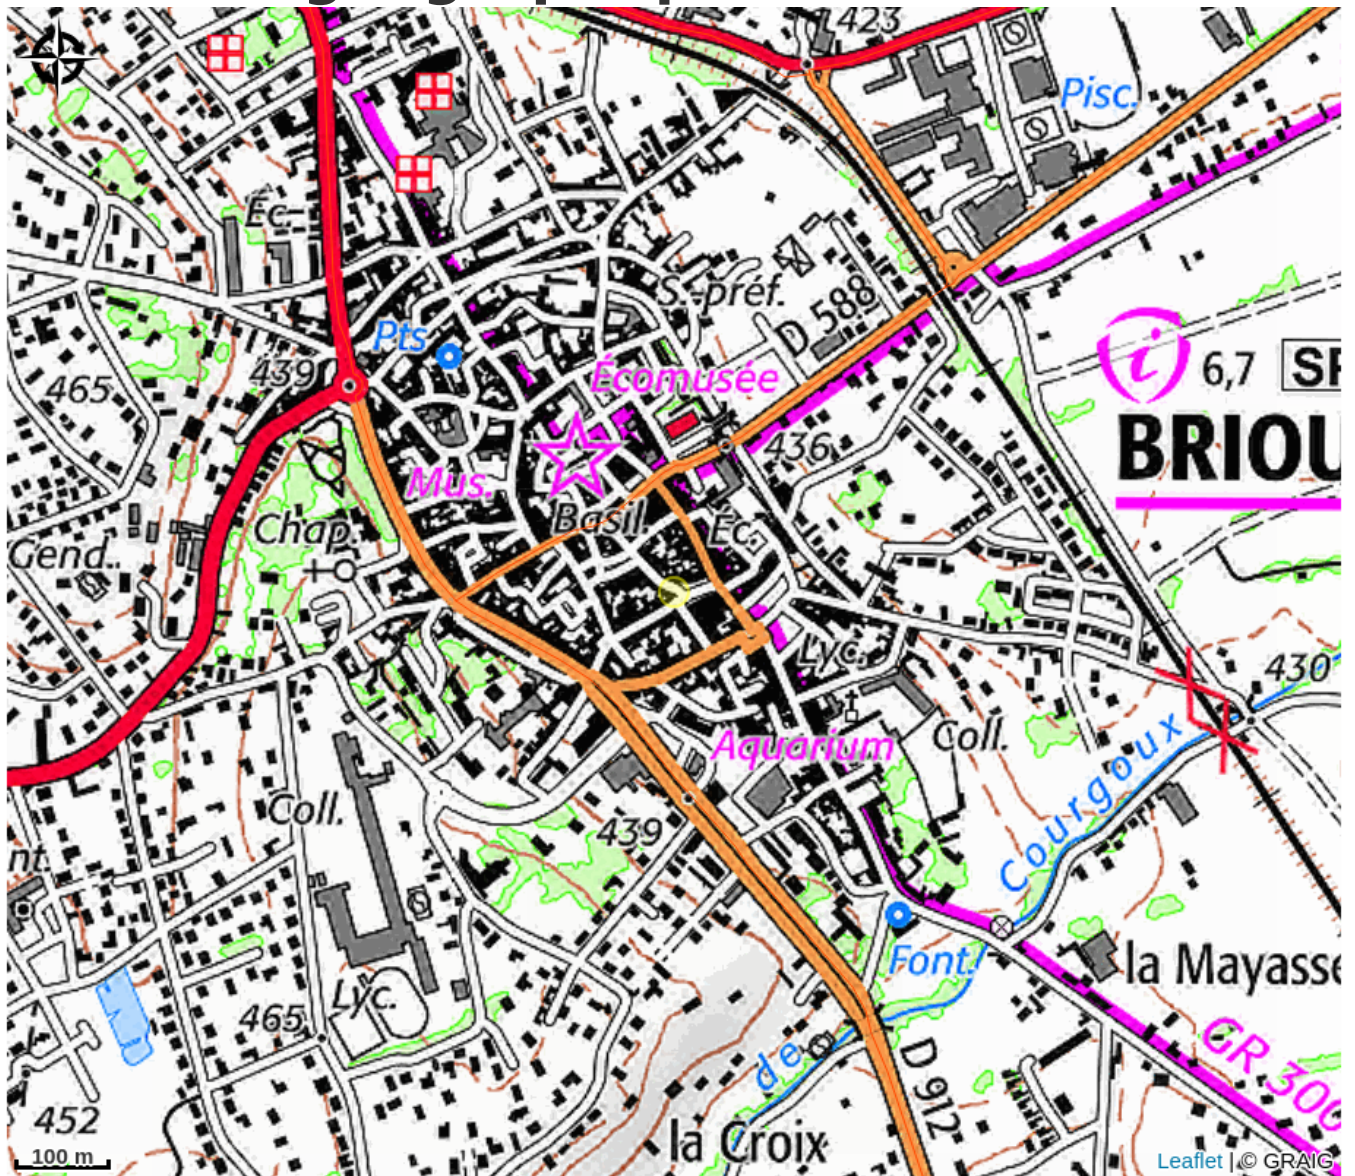 423
Pisc.
Éc.
S.-préf.
D 588
Pts
6,7
439
Écomusée
465
BRIOU
436
Mus.
Basil.
Éc.
Chap.
Gend.
Lyc.
430
Coll.
Aquarium
Courgoux
Coll.
439
nt.
la Mayasse
Font.
Lyc.
465
GR 300
de
D 912
452
la Croix
100 m
Leaflet | © GRAIG